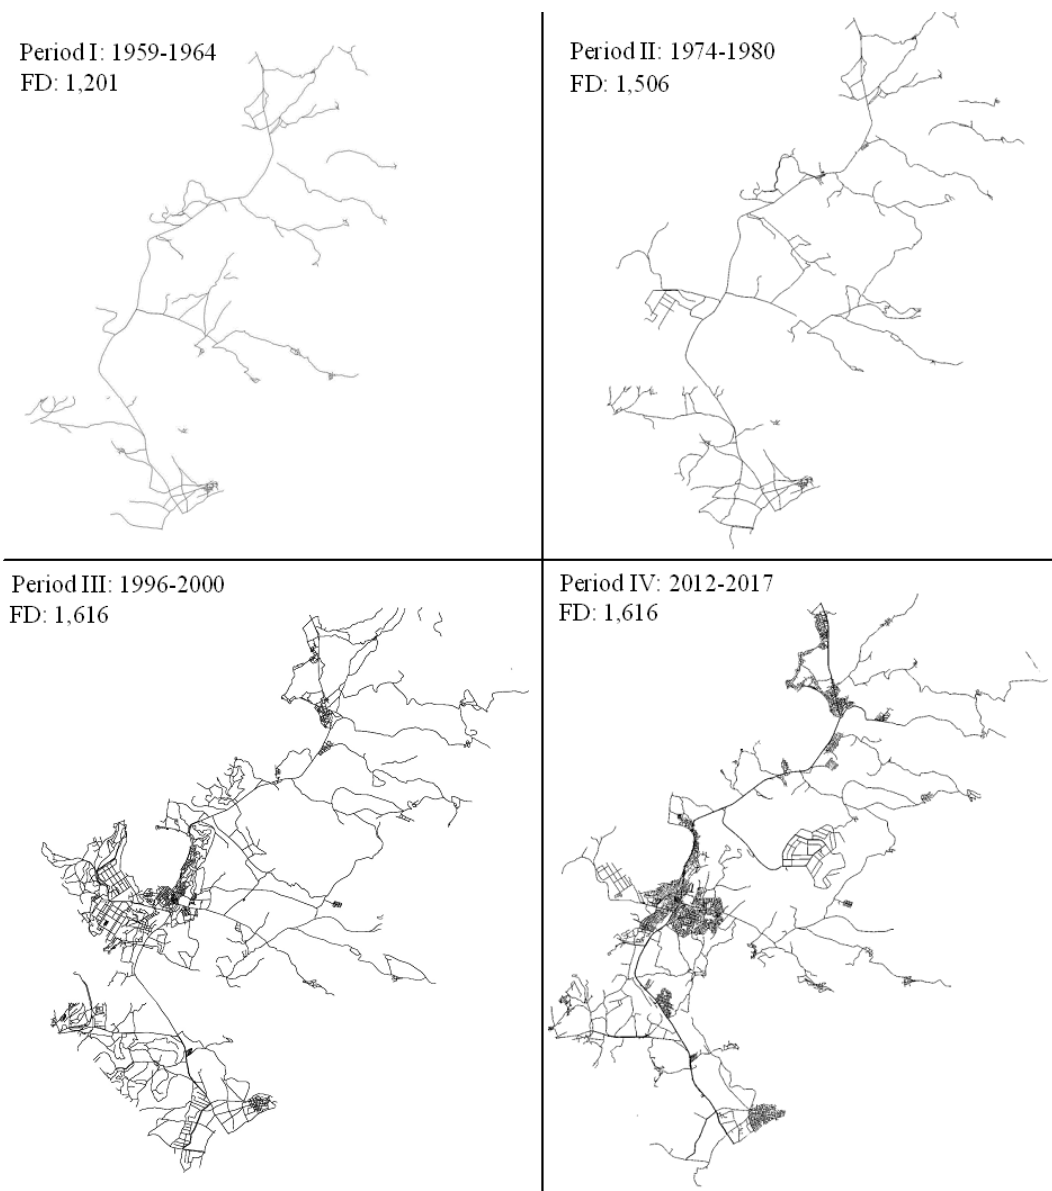 Period I: 1959-1964
FD: 1,201
Period II: 1974-1980
FD: 1,506
Period III: 1996-2000
FD: 1,616
Period IV: 2012-2017
FD: 1,616